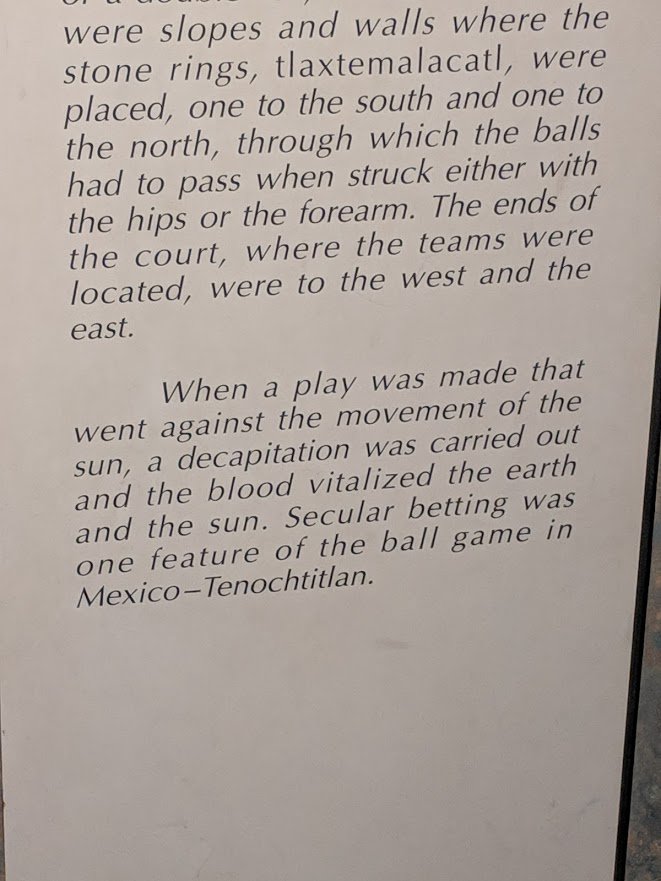 were slopes and walls where the
stone rings, tlaxtemalacatl, were
placed, one to the south and one to
the north, through which the balls
had to pass when struck either with
the hips or the forearm. The ends of
the court, where the teams were
located, were to the west and the
east.
When a play was made that
went against the movement of the
sun, a decapitation was carried out
and the blood vitalized the earth
and the sun. Secular betting was
one feature of the ball game in
Mexico–Tenochtitlan.